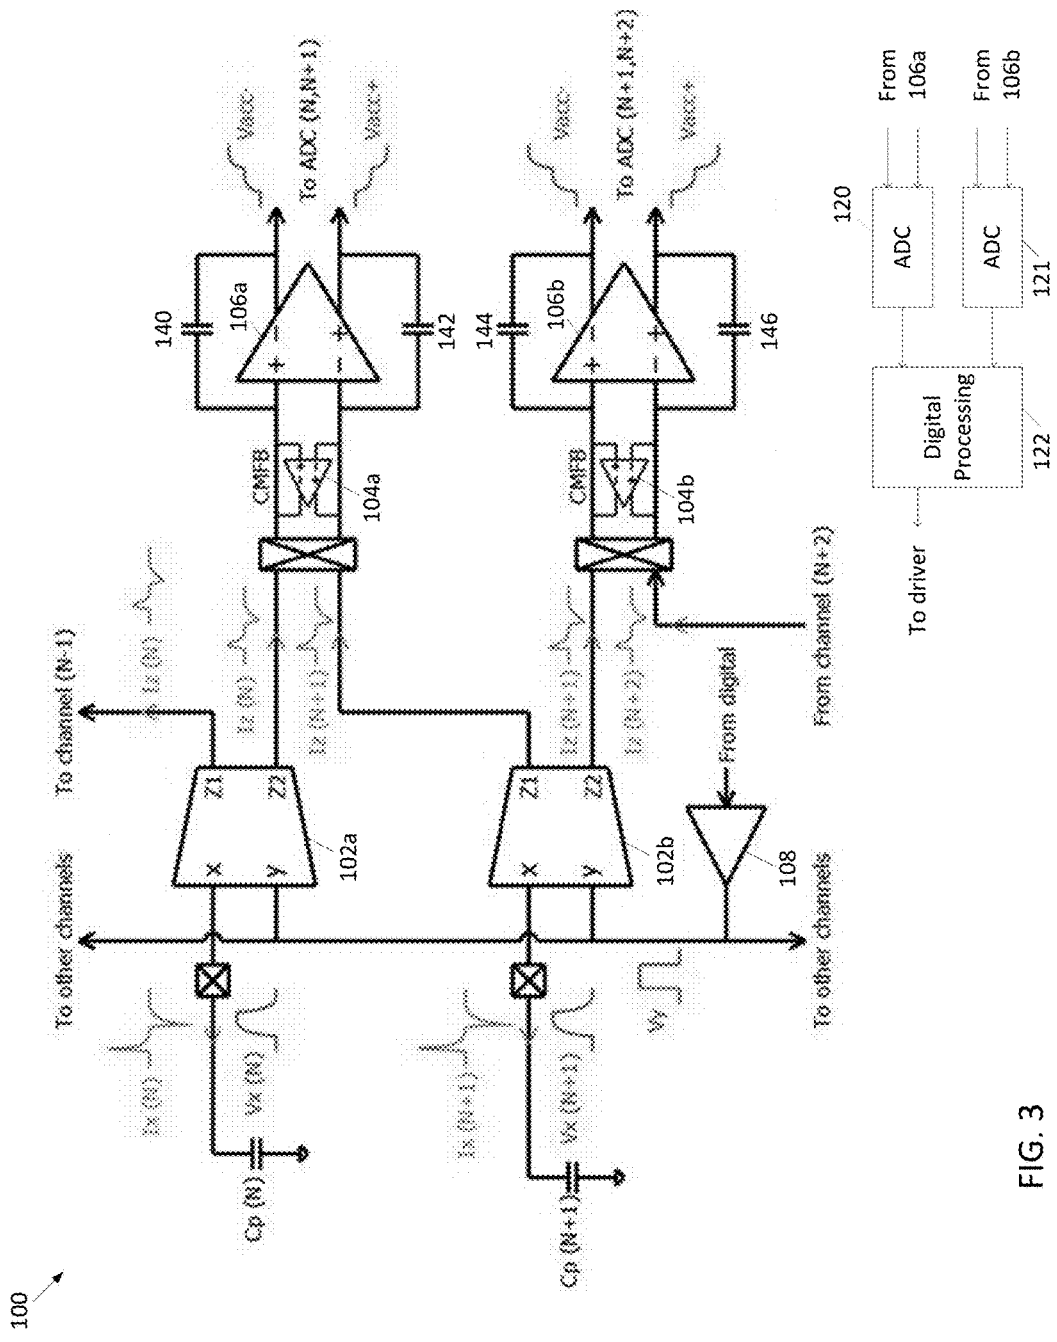 100
To other channels
To channel (N-1)
Iz (N)
Ix (N)
Vx (N)
Cp (N)
x
y
Z1
Z2
102a
Iz (N)
Iz (N+1)
CMFB
104a
140
106a
+
-
-
+
142
Vacc-
To ADC (N,N+1)
Vacc+
Ix (N+1)
Vx (N+1)
Cp (N+1)
x
y
Z1
Z2
102b
Iz (N+1)
Iz (N+2)
CMFB
104b
144
106b
+
-
-
+
146
Vacc-
To ADC (N+1,N+2)
Vacc+
Vy
108
From digital
To other channels
From channel (N+2)
To driver
Digital
Processing
122
120
ADC
ADC
121
From
106a
From
106b
FIG. 3